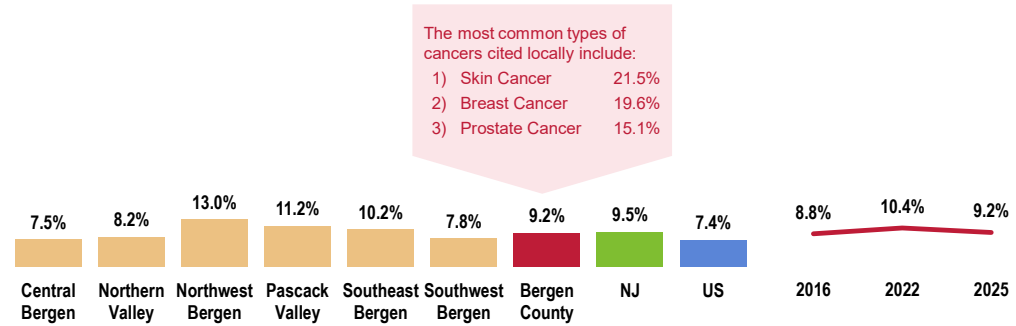 The most common types of
cancers cited locally include:
1) Skin Cancer 21.5%
2) Breast Cancer 19.6%
3) Prostate Cancer 15.1%
7.5% 8.2% 13.0% 11.2% 10.2% 7.8% 9.2% 9.5% 7.4% 8.8% 10.4% 9.2%
Central Northern Northwest Pascack Southeast Southwest Bergen NJ US 2016 2022 2025
Bergen Valley Bergen Valley Bergen Bergen County